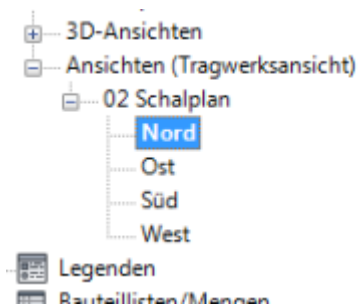 3D-Ansichten
Ansichten (Tragwerksansicht)
02 Schalplan
Nord
Ost
Süd
West
Legenden
Bauteillisten/Mengen